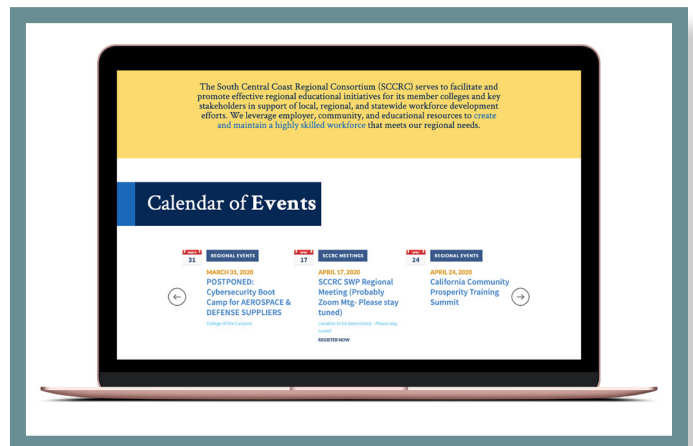 The South Central Coast Regional Consortium (SCCRC) serves to facilitate and
promote effective regional educational initiatives for its member colleges and key
stakeholders in support of local, regional, and statewide workforce development
efforts. We leverage employer, community, and educational resources to create
and maintain a highly skilled workforce that meets our regional needs.
Calendar of Events
31
REGIONAL EVENTS
MARCH 31, 2020
POSTPONED:
Cybersecurity Boot
Camp for AEROSPACE &
DEFENSE SUPPLIERS
College of the Canyons
17
SCCRC MEETINGS
APRIL 17, 2020
SCCRC SWP Regional
Meeting (Probably
Zoom Mtg- Please stay
tuned)
Location to be determined - Please stay
tuned!
REGISTER NOW
24
REGIONAL EVENTS
APRIL 24, 2020
California Community
Prosperity Training
Summit